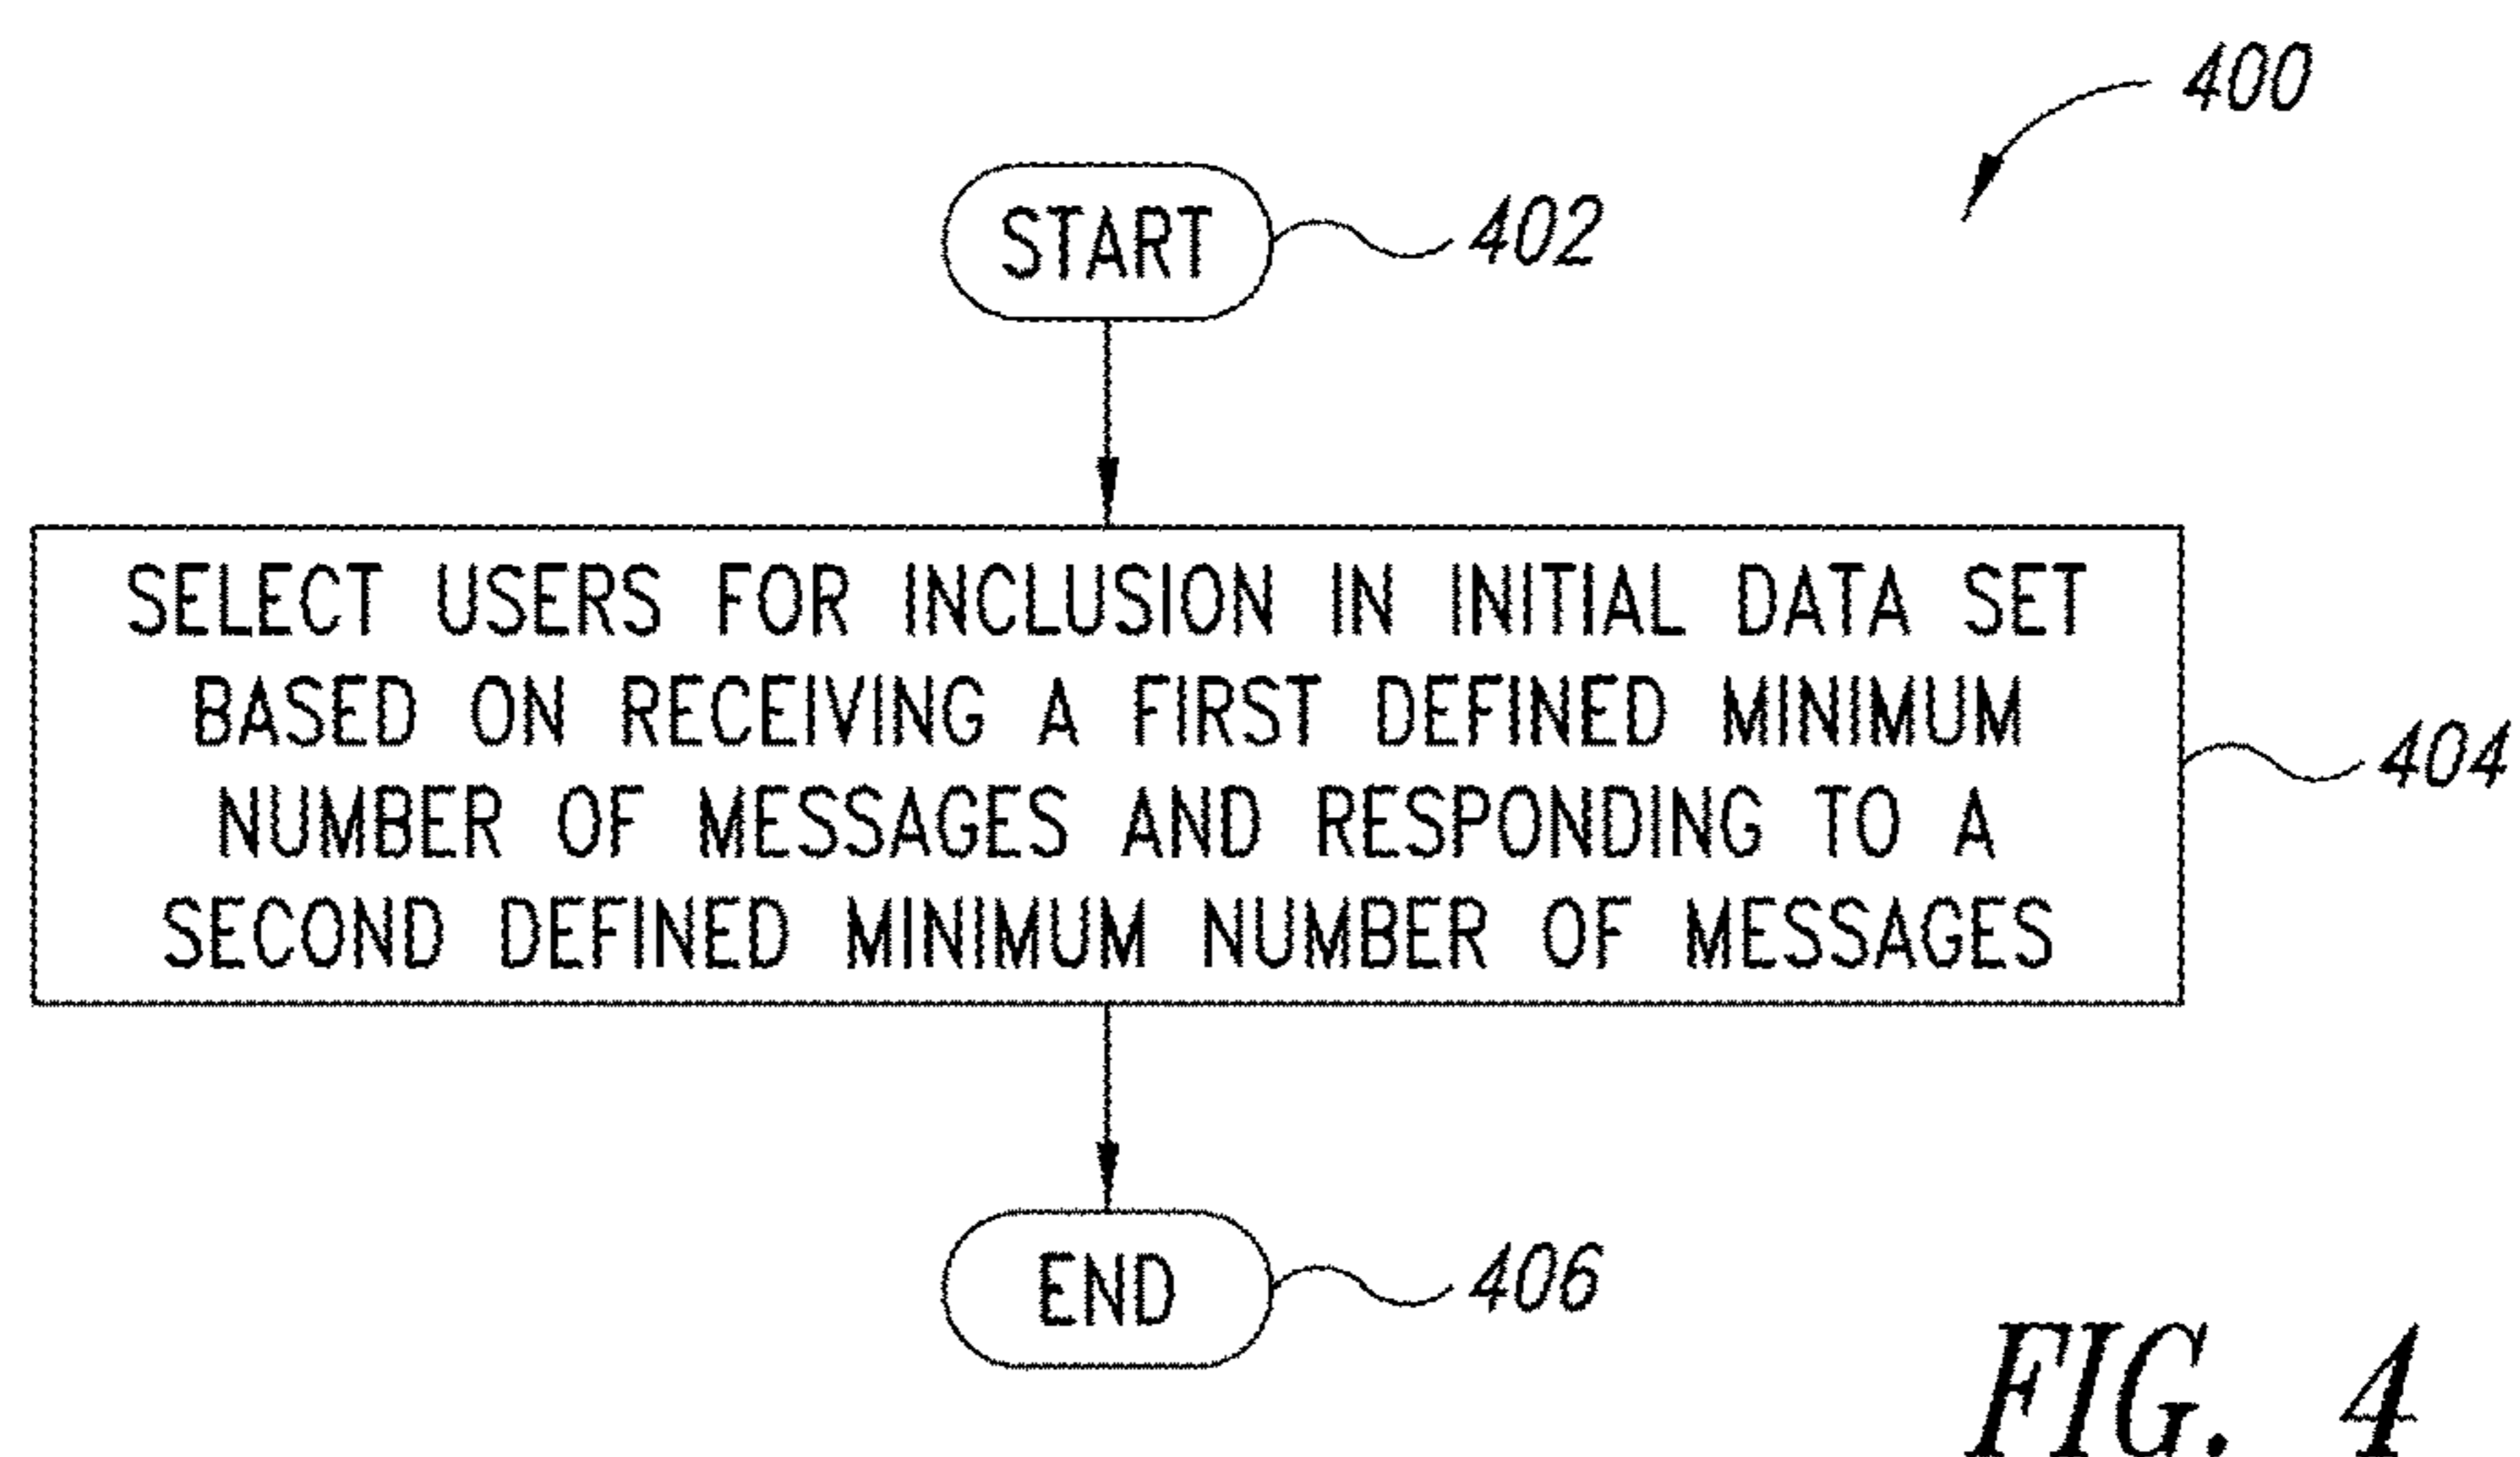 400
START
402
SELECT USERS FOR INCLUSION IN INITIAL DATA SET
BASED ON RECEIVING A FIRST DEFINED MINIMUM
NUMBER OF MESSAGES AND RESPONDING TO A
SECOND DEFINED MINIMUM NUMBER OF MESSAGES
404
END
406
FIG. 4